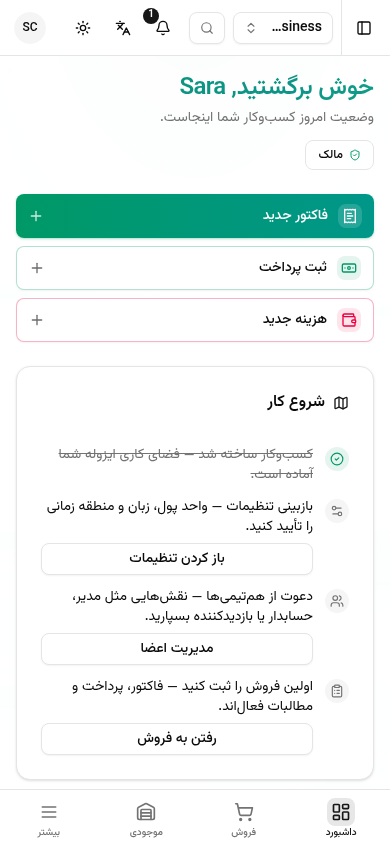 siness...
1
SC
خوش برگشتید, Sara
وضعیت امروز کسب‌وکار شما اینجاست.
مالک
فاکتور جدید
ثبت پرداخت
هزینه جدید
شروع کار
کسب‌وکار ساخته شد — فضای کاری ایزوله شما
آماده است.
بازبینی تنظیمات — واحد پول، زبان و منطقه زمانی
را تأیید کنید.
باز کردن تنظیمات
دعوت از هم‌تیمی‌ها — نقش‌هایی مثل مدیر،
حسابدار یا بازدیدکننده بسپارید.
مدیریت اعضا
اولین فروش را ثبت کنید — فاکتور، پرداخت و
مطالبات فعال‌اند.
رفتن به فروش
داشبورد
فروش
موجودی
بیشتر